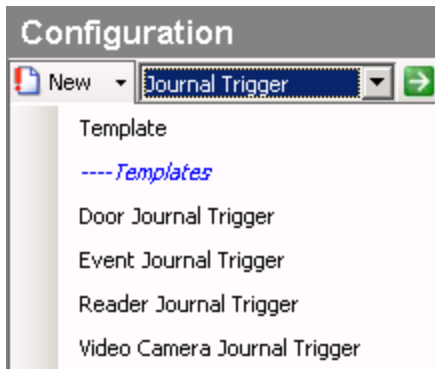 Configuration
New Journal Trigger
Template
----Templates
Door Journal Trigger
Event Journal Trigger
Reader Journal Trigger
Video Camera Journal Trigger